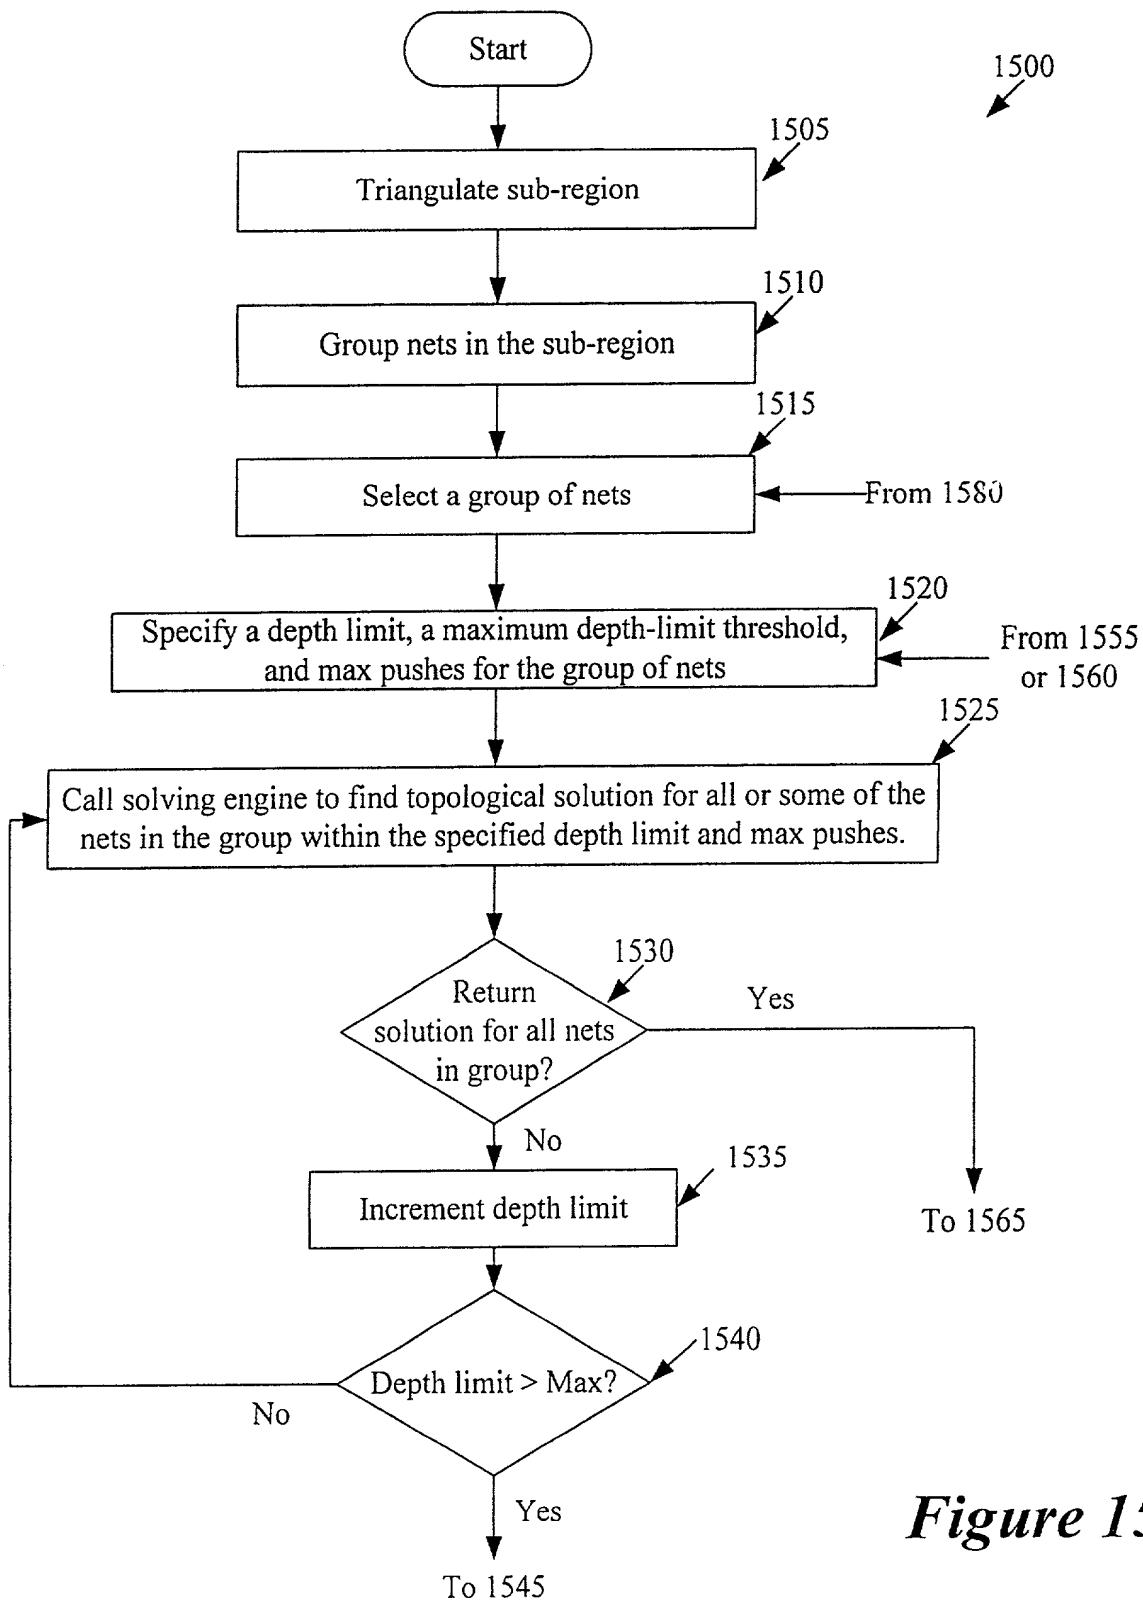 Start
1500
1505
Triangulate sub-region
1510
Group nets in the sub-region
1515
Select a group of nets
From 1580
1520
Specify a depth limit, a maximum depth-limit threshold,
and max pushes for the group of nets
From 1555
or 1560
1525
Call solving engine to find topological solution for all or some of the
nets in the group within the specified depth limit and max pushes.
1530
Return
solution for all nets
in group?
Yes
No
1535
Increment depth limit
To 1565
1540
Depth limit > Max?
No
Yes
To 1545
Figure 15